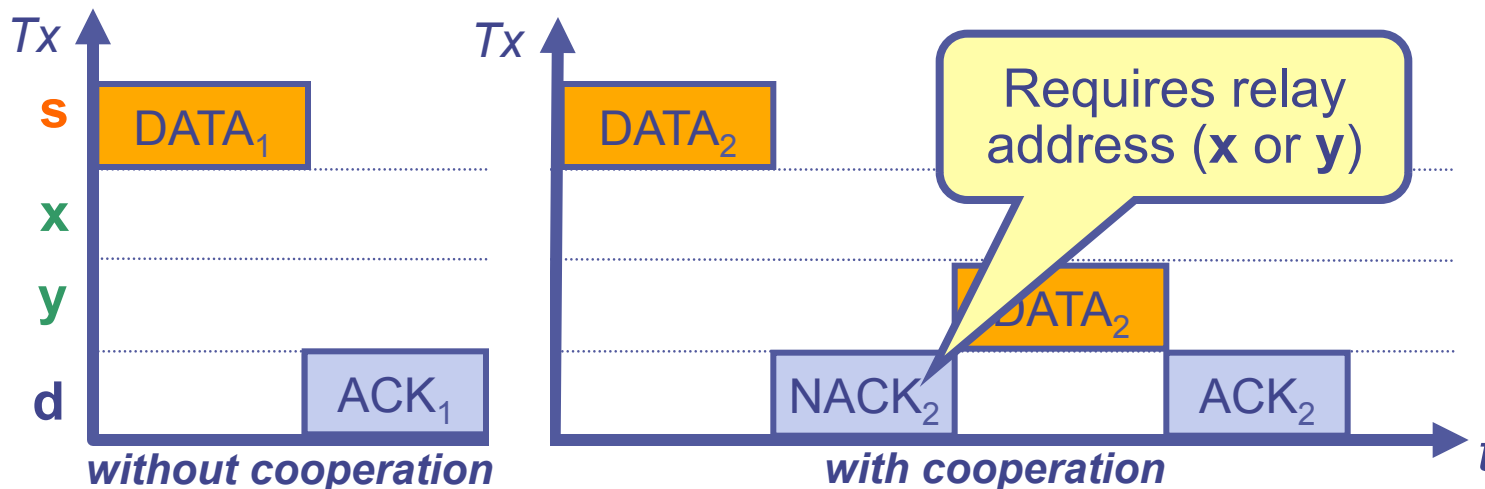 Tx
Tx
Requires relay
address (x or y)
s
DATA₁
DATA₂
x
y
DATA₂
d
ACK₁
NACK₂
ACK₂
without cooperation
with cooperation
t